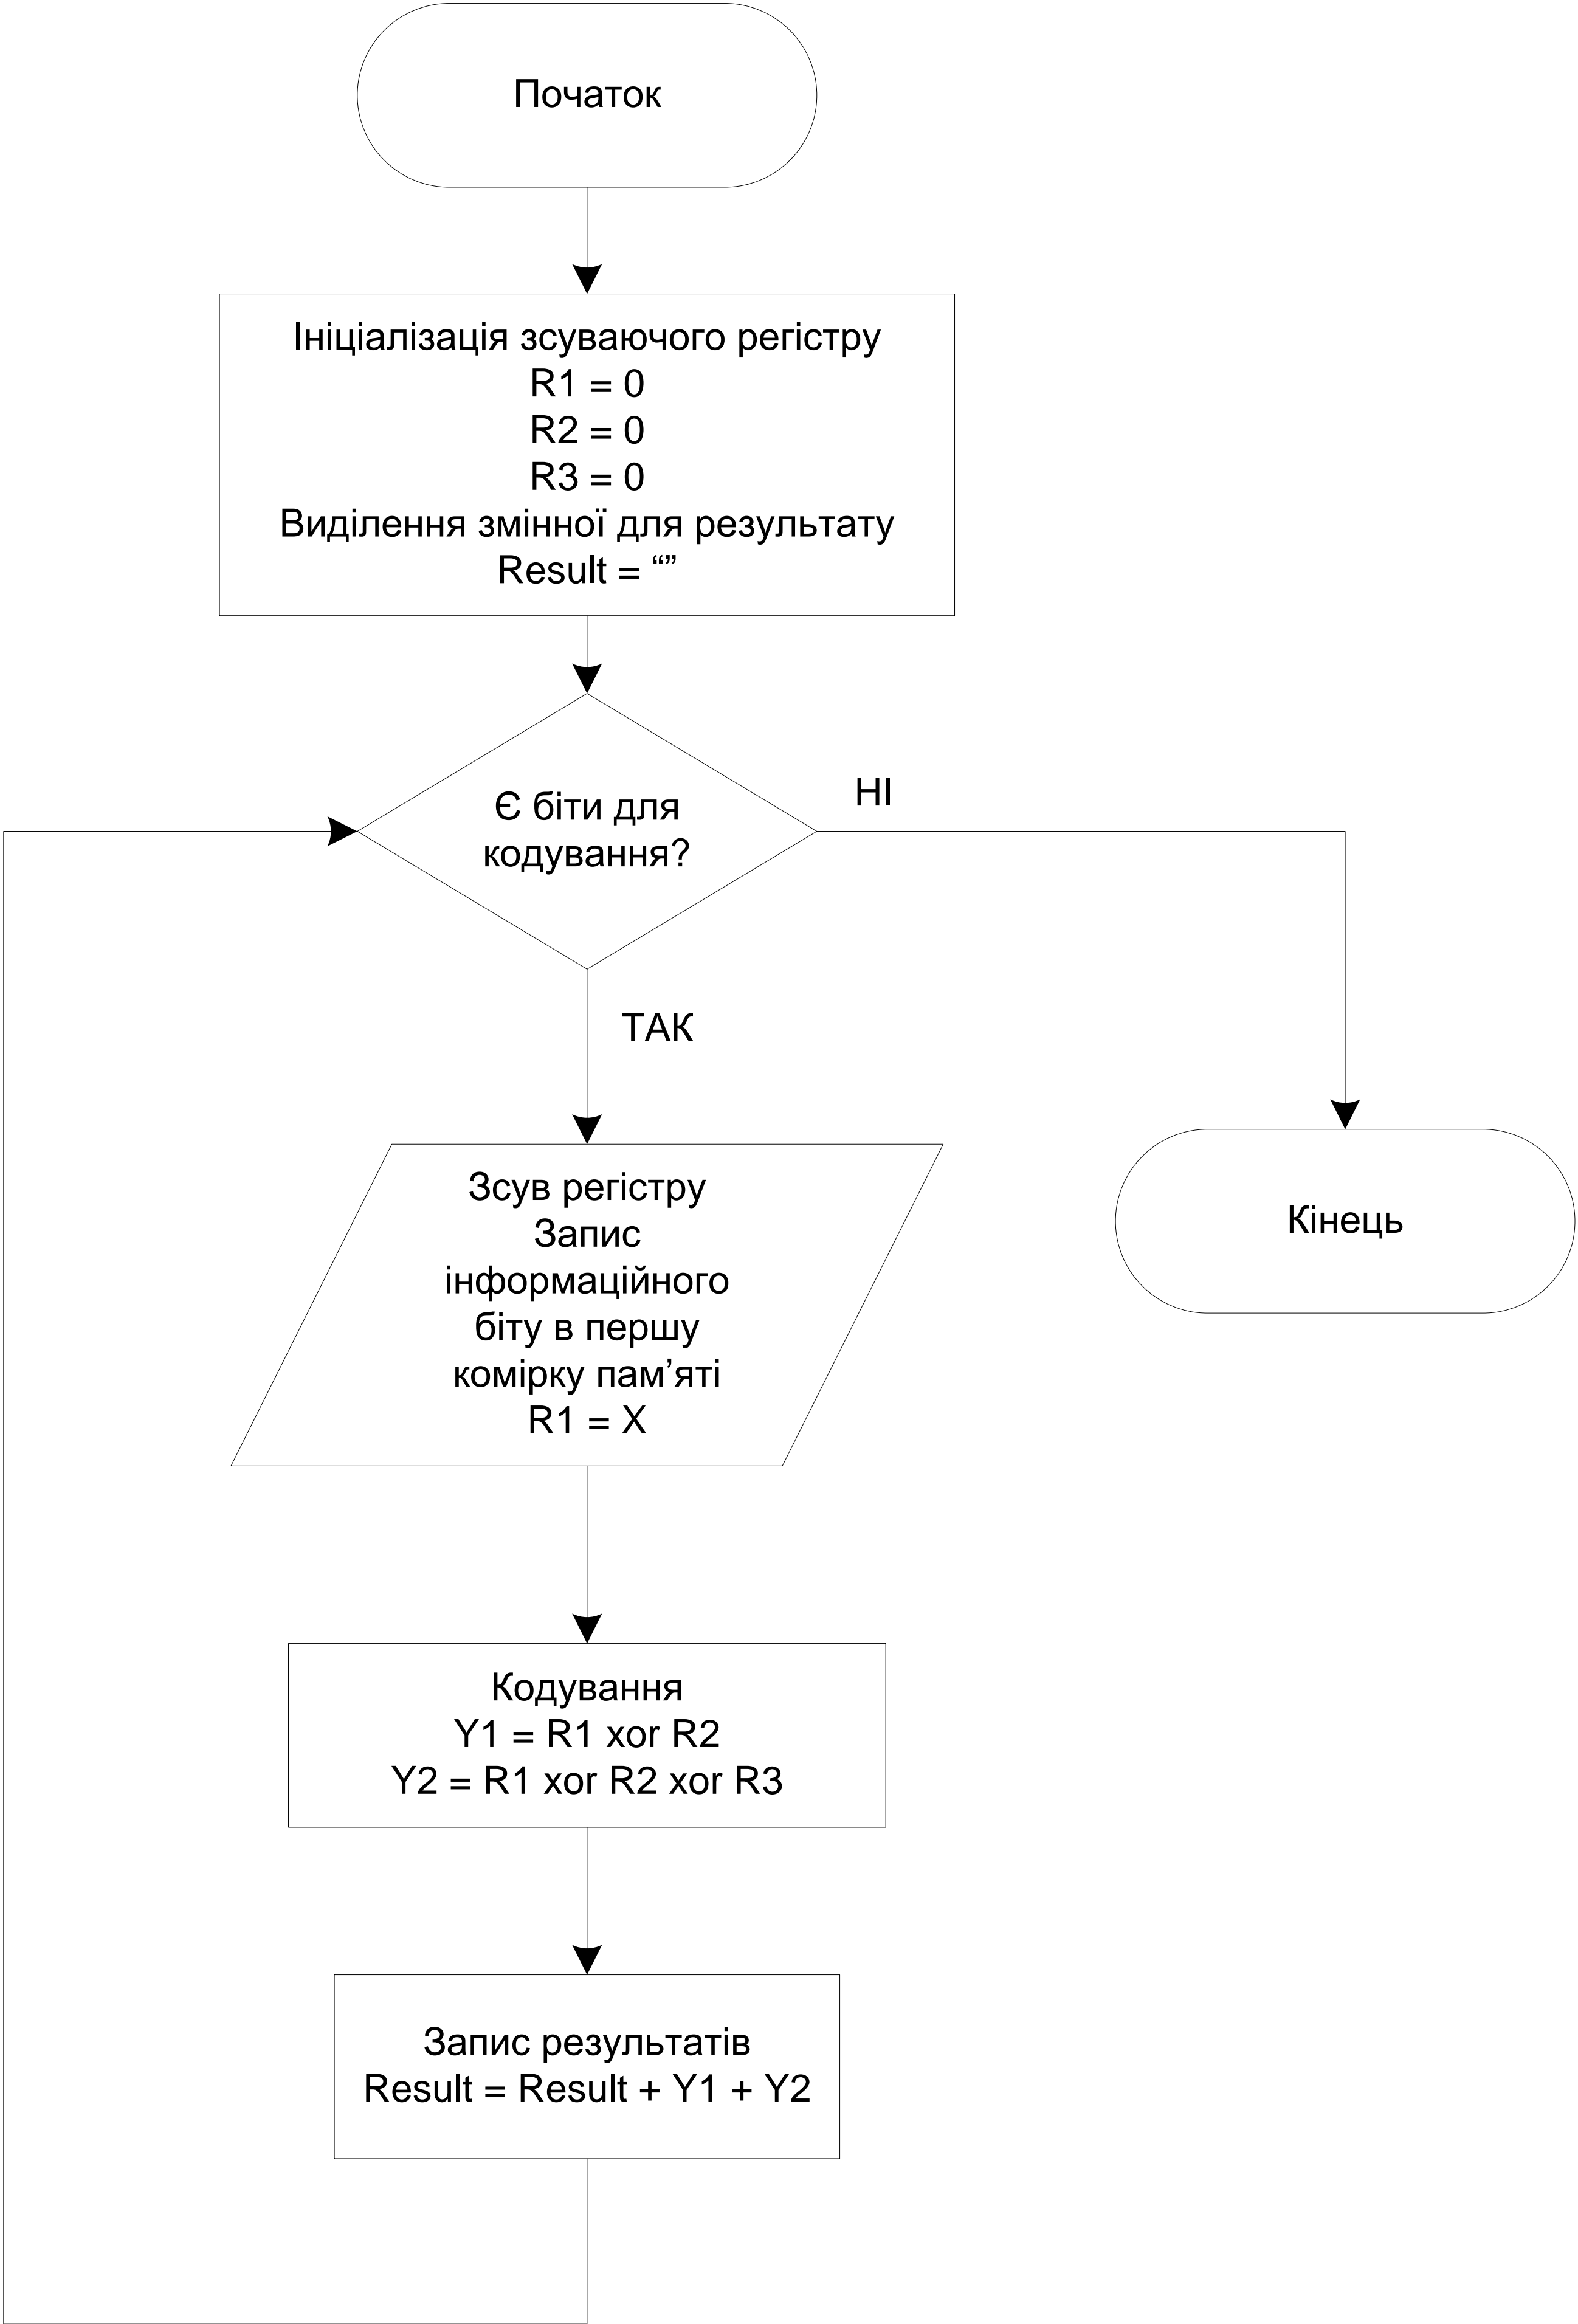 Початок
Ініціалізація зсуваючого регістру
R1 = 0
R2 = 0
R3 = 0
Виділення змінної для результату
Result = “”
Є біти для
кодування?
НІ
ТАК
Зсув регістру
Запис
інформаційного
біту в першу
комірку пам’яті
R1 = X
Кінець
Кодування
Y1 = R1 xor R2
Y2 = R1 xor R2 xor R3
Запис результатів
Result = Result + Y1 + Y2